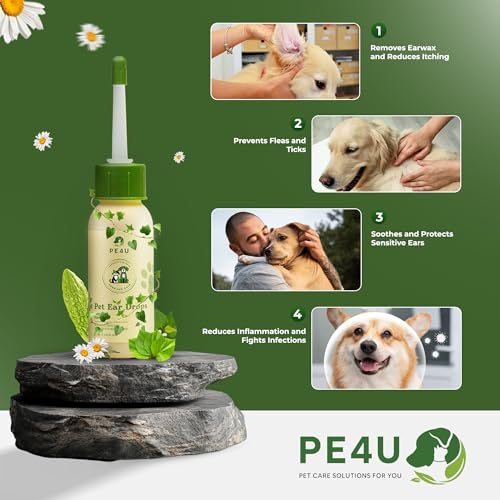 1
Removes Earwax
and Reduces Itching
2
Prevents Fleas and
Ticks
3
Soothes and Protects
Sensitive Ears
4
Reduces Inflammation and
Fights Infections
PE4U
Pet Ear Drops
PE4U
PET CARE SOLUTIONS FOR YOU